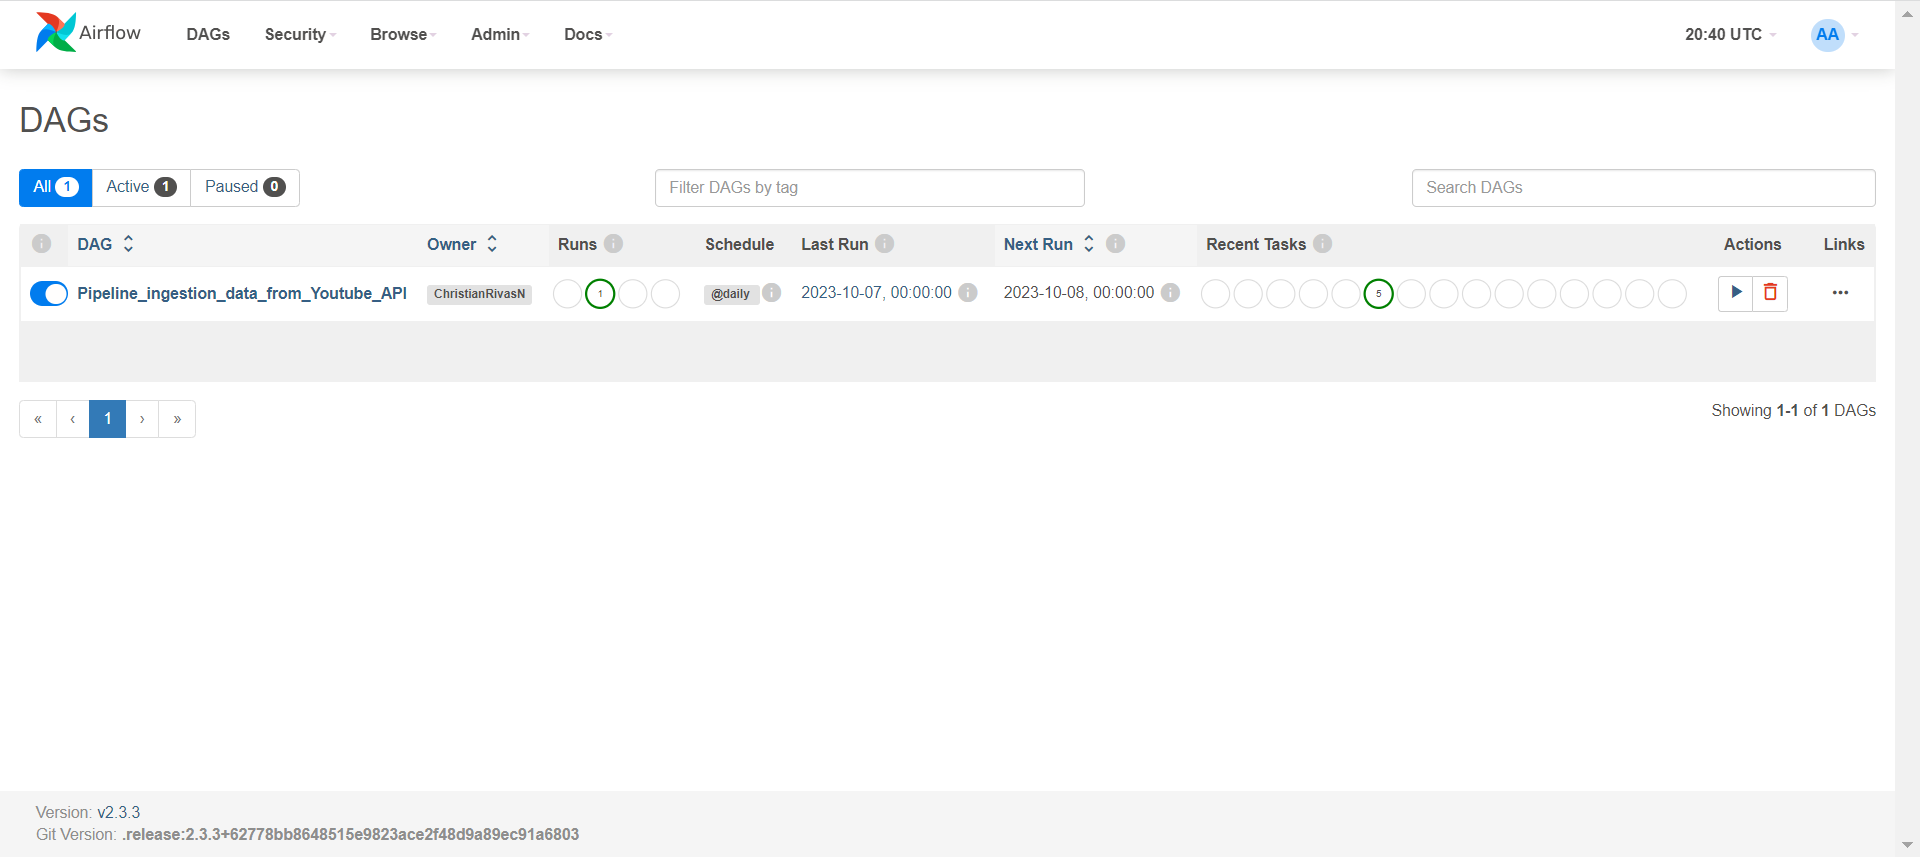 Airflow DAGs Security Browse Admin Docs 20:40 UTC AA
DAGs
All 1 Active 1 Paused 0 Filter DAGs by tag Search DAGs
DAG Owner Runs Schedule Last Run Next Run Recent Tasks Actions Links
Pipeline_ingestion_data_from_Youtube_API ChristianRivasN 1 @daily 2023-10-07, 00:00:00 2023-10-08, 00:00:00 5 ...
« ‹ 1 › » Showing 1-1 of 1 DAGs
Version: v2.3.3
Git Version: .release:2.3.3+62778bb8648515e9823ace2f48d9a89ec91a6803